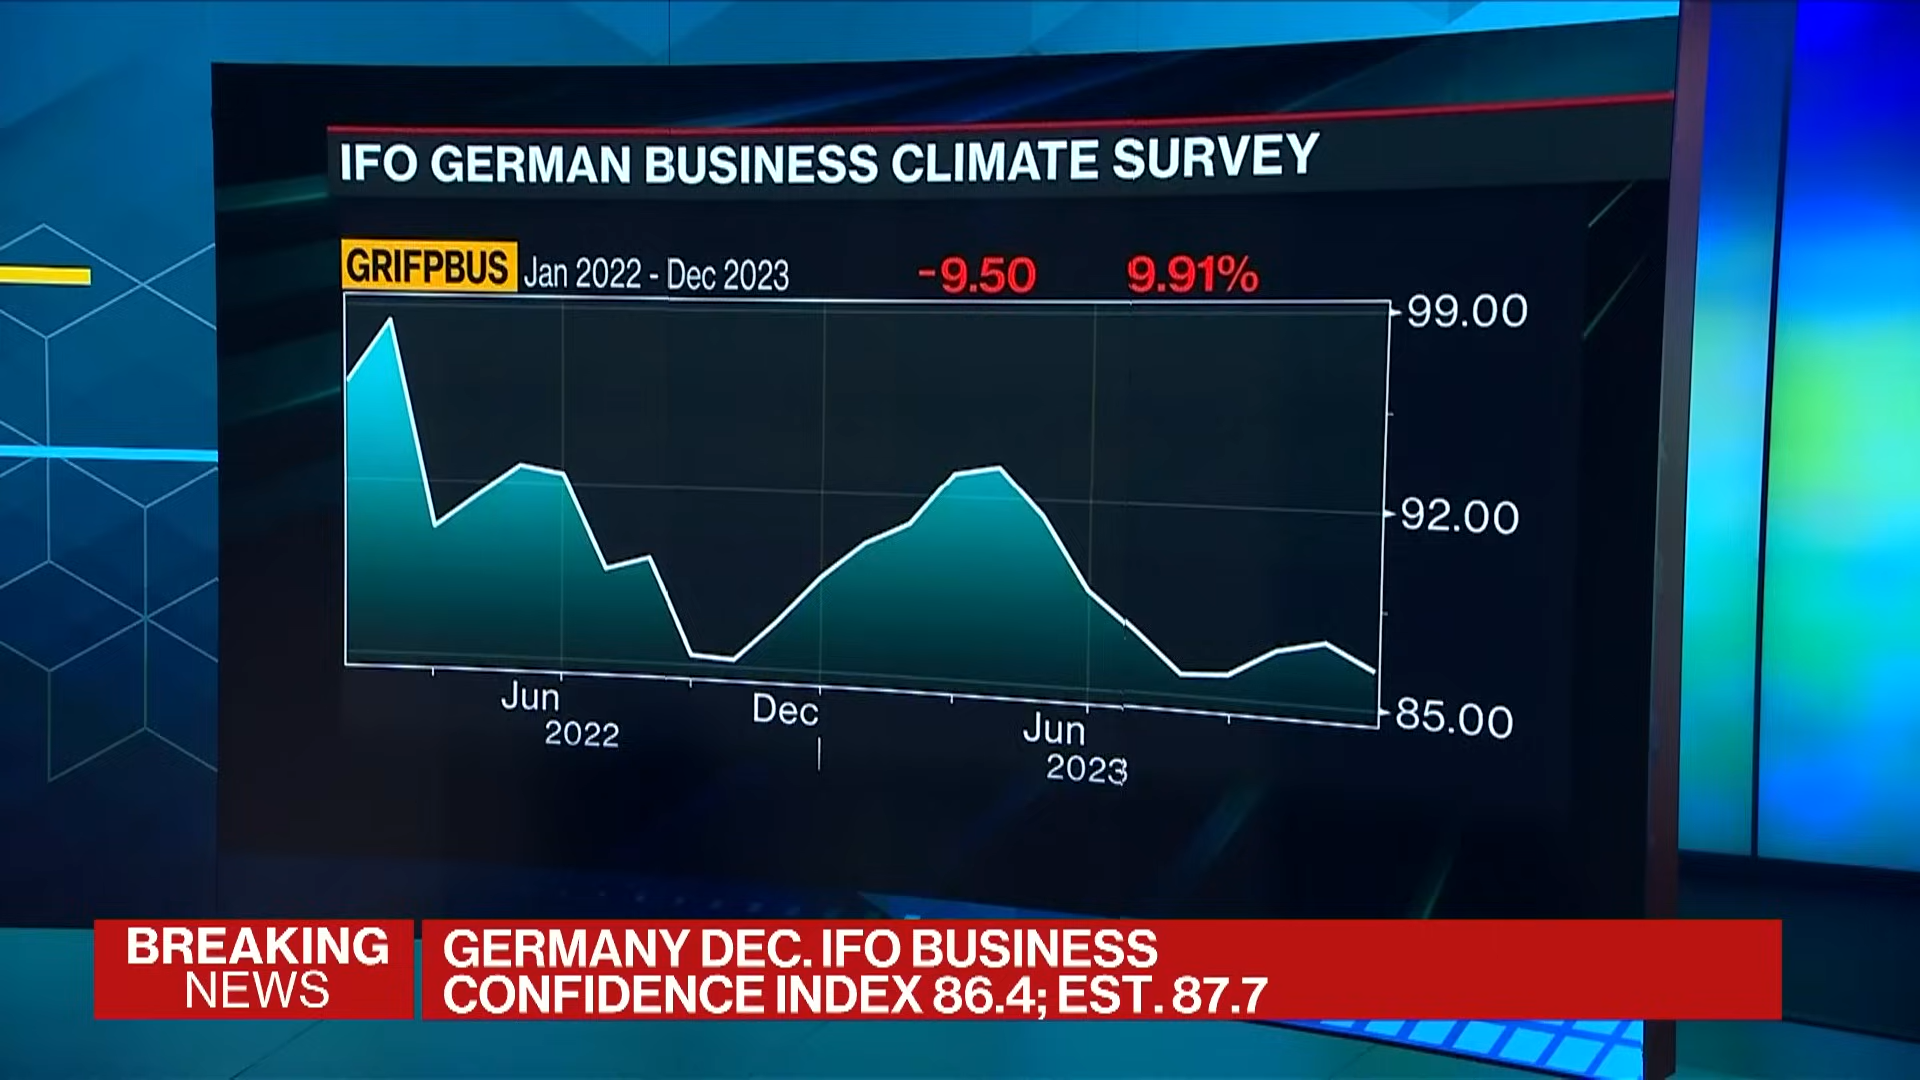 IFO GERMAN BUSINESS CLIMATE SURVEY
GRIFPBUS Jan 2022 - Dec 2023 -9.50 9.91%
99.00
92.00
85.00
Jun Dec Jun
2022 2023
BREAKING
NEWS
GERMANY DEC. IFO BUSINESS
CONFIDENCE INDEX 86.4; EST. 87.7